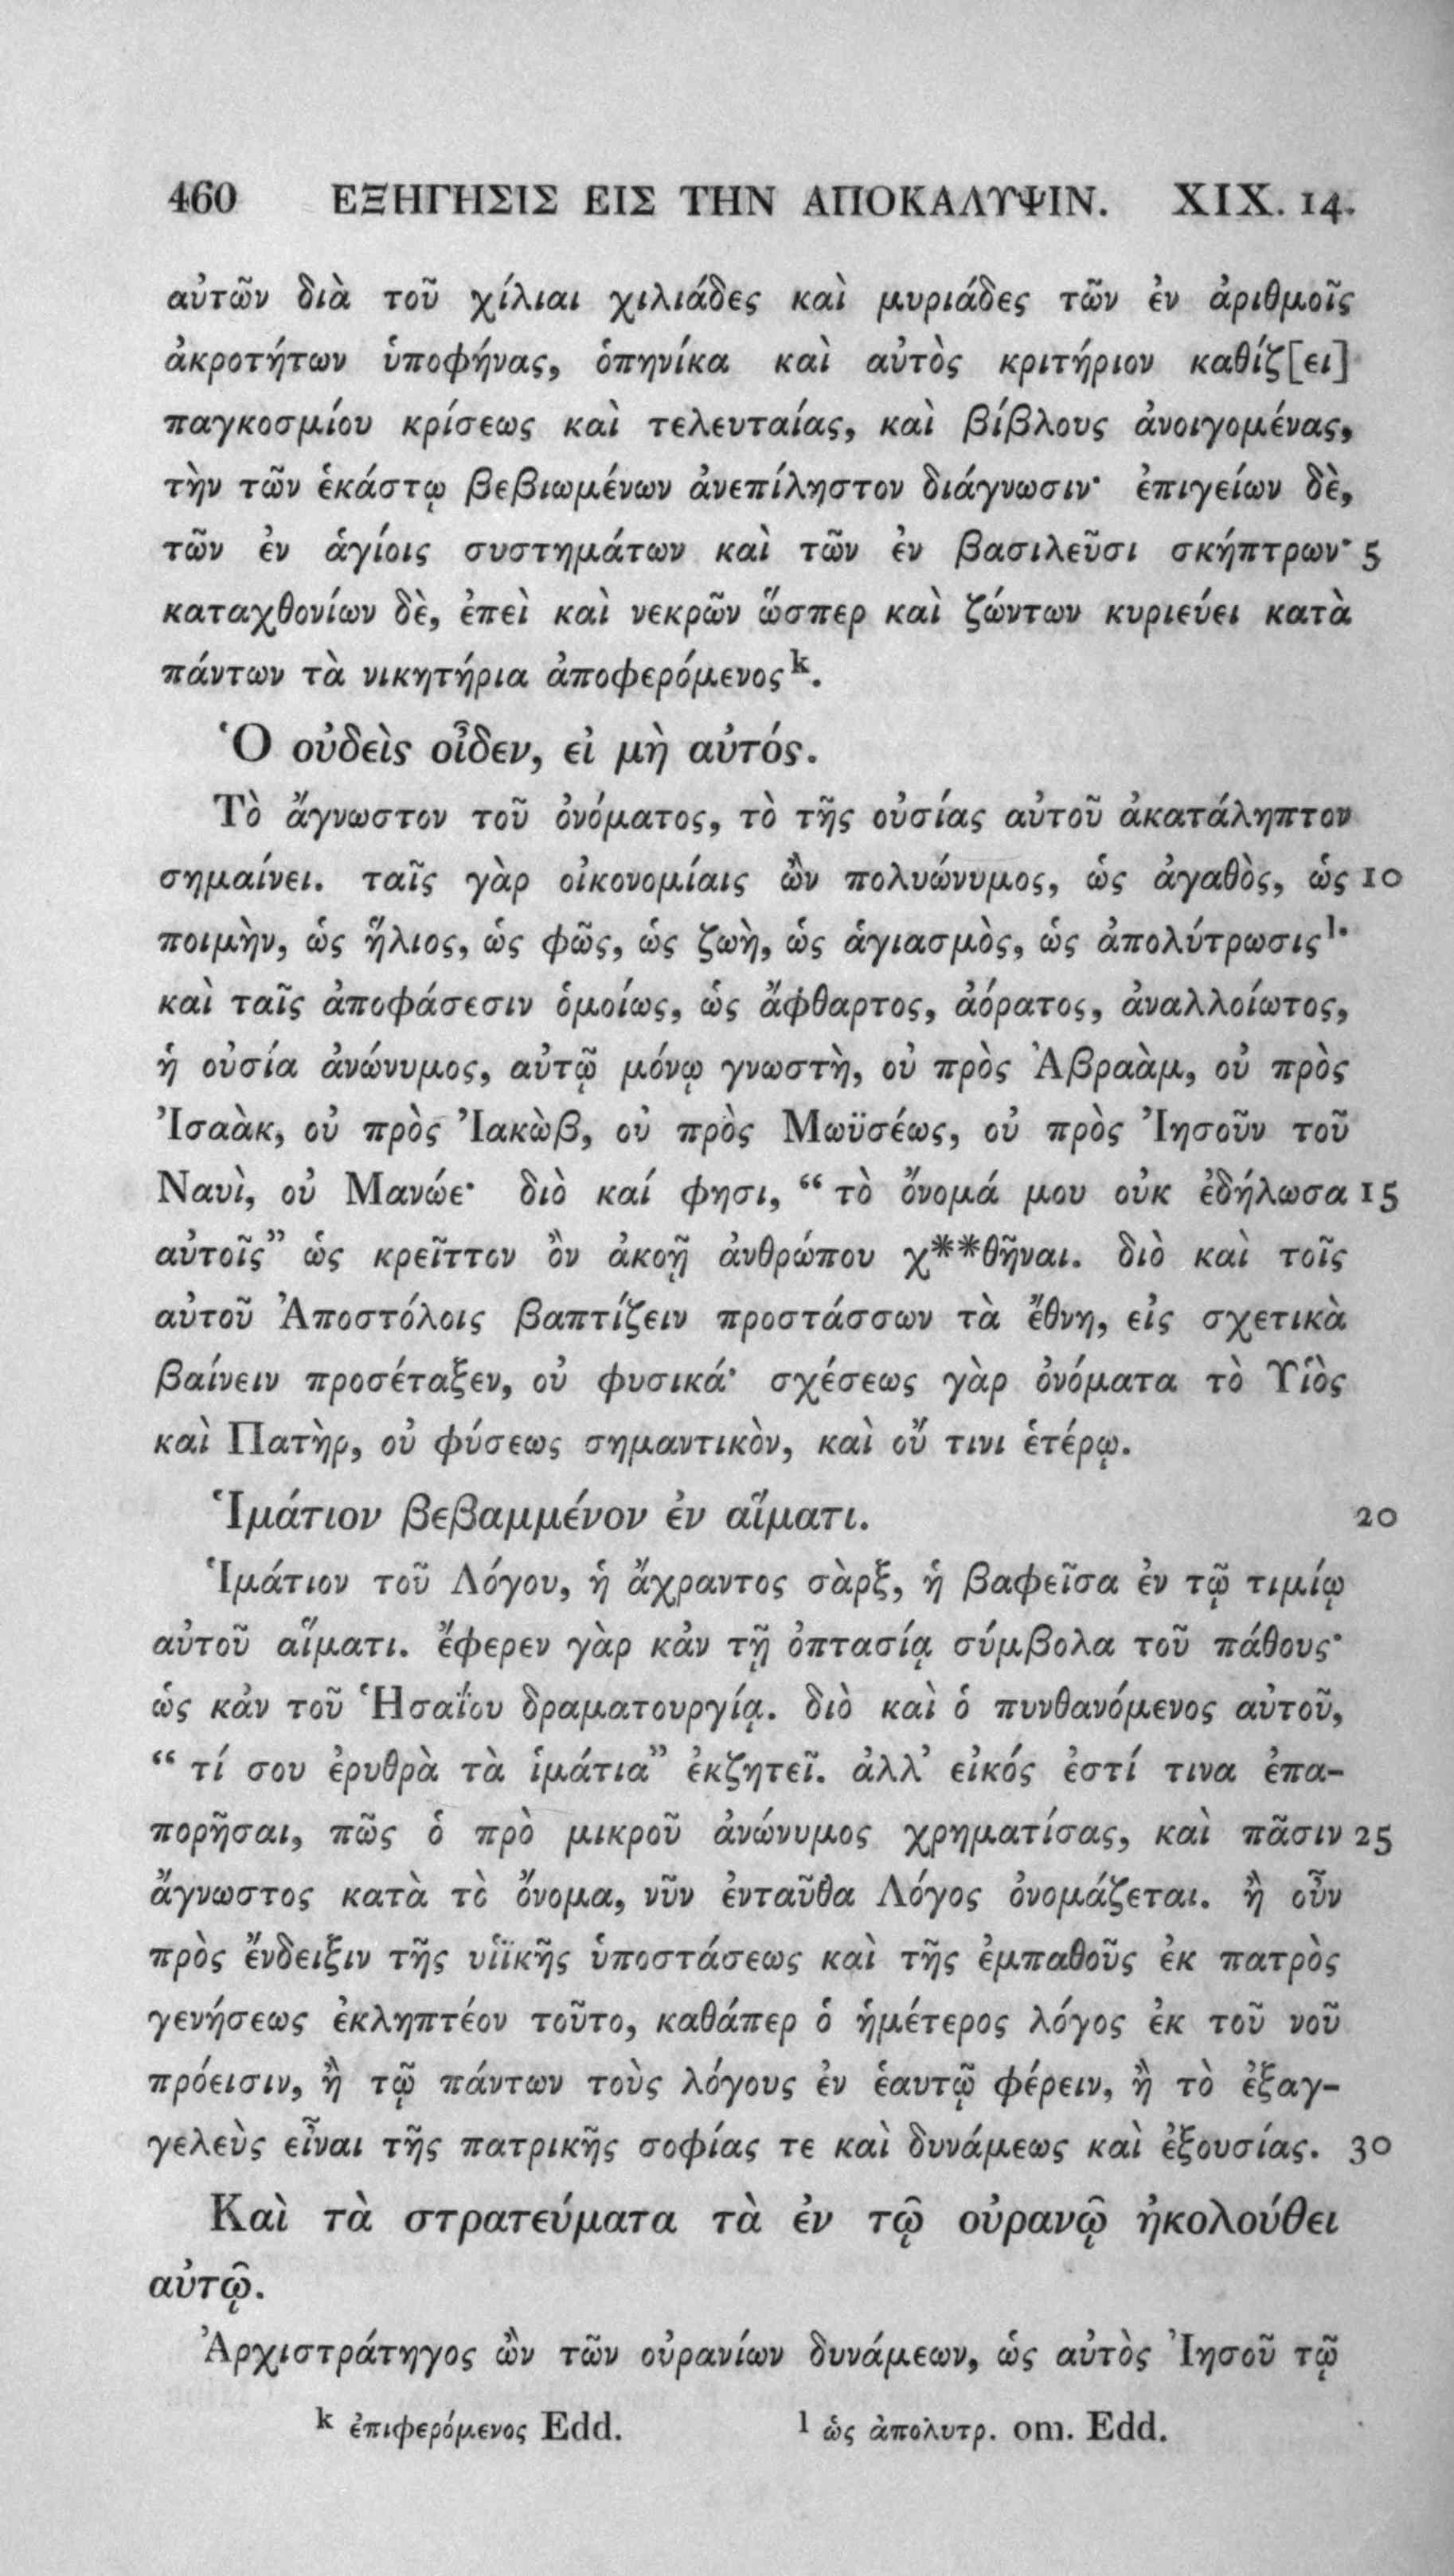 460 ΕΞΗΓΗΣΙΣ ΕΙΣ ΤΗΝ ΑΠΟΚΑΛΥΨΙΝ. XIX. 14.
αὐτῶν διὰ τοῦ χίλιαι χιλιάδες καὶ μυριάδες τῶν ἐν ἀριθμοῖς
ἀκροτήτων ὑποφήνας, ὁπηνίκα καὶ αὐτὸς κριτήριον καθίζ[ει]
παγκοσμίου κρίσεως καὶ τελευταίας, καὶ βίβλους ἀνοιγομένας,
τὴν τῶν ἑκάστῳ βεβιωμένων ἀνεπίληστον διάγνωσιν· ἐπιγείων δὲ,
τῶν ἐν ἁγίοις συστημάτων καὶ τῶν ἐν βασιλεῦσι σκήπτρων· 5
καταχθονίων δὲ, ἐπεὶ καὶ νεκρῶν ὥσπερ καὶ ζώντων κυριεύει κατὰ
πάντων τὰ νικητήρια ἀποφερόμενος k.
Ὁ οὐδεὶς οἶδεν, εἰ μὴ αὐτός.
Τὸ ἄγνωστον τοῦ ὀνόματος, τὸ τῆς οὐσίας αὐτοῦ ἀκατάληπτον
σημαίνει. ταῖς γὰρ οἰκονομίαις ὢν πολυώνυμος, ὡς ἀγαθὸς, ὡς 10
ποιμὴν, ὡς ἥλιος, ὡς φῶς, ὡς ζωὴ, ὡς ἁγιασμὸς, ὡς ἀπολύτρωσις l·
καὶ ταῖς ἀποφάσεσιν ὁμοίως, ὡς ἄφθαρτος, ἀόρατος, ἀναλλοίωτος,
ἡ οὐσία ἀνώνυμος, αὐτῷ μόνῳ γνωστὴ, οὐ πρὸς Ἀβραὰμ, οὐ πρὸς
Ἰσαὰκ, οὐ πρὸς Ἰακὼβ, οὐ πρὸς Μωϋσέως, οὐ πρὸς Ἰησοῦν τοῦ
Ναυὶ, οὐ Μανώε· διὸ καί φησι, “ τὸ ὄνομά μου οὐκ ἐδήλωσα 15
αὐτοῖς” ὡς κρεῖττον ὂν ἀκοῇ ἀνθρώπου χ**θῆναι. διὸ καὶ τοῖς
αὐτοῦ Ἀποστόλοις βαπτίζειν προστάσσων τὰ ἔθνη, εἰς σχετικὰ
βαίνειν προσέταξεν, οὐ φυσικά· σχέσεως γὰρ ὀνόματα τὸ Υἱὸς
καὶ Πατὴρ, οὐ φύσεως σημαντικὸν, καὶ οὔ τινι ἑτέρῳ.
Ἱμάτιον βεβαμμένον ἐν αἵματι. 20
Ἱμάτιον τοῦ Λόγου, ἡ ἄχραντος σὰρξ, ἡ βαφεῖσα ἐν τῷ τιμίῳ
αὐτοῦ αἵματι. ἔφερεν γὰρ κἀν τῇ ὀπτασίᾳ σύμβολα τοῦ πάθους·
ὡς κἀν τοῦ Ἡσαΐου δραματουργίᾳ. διὸ καὶ ὁ πυνθανόμενος αὐτοῦ,
“ τί σου ἐρυθρὰ τὰ ἱμάτια” ἐκζητεῖ. ἀλλ’ εἰκός ἐστί τινα ἐπα-
πορῆσαι, πῶς ὁ πρὸ μικροῦ ἀνώνυμος χρηματίσας, καὶ πᾶσιν 25
ἄγνωστος κατὰ τὸ ὄνομα, νῦν ἐνταῦθα Λόγος ὀνομάζεται. ἢ οὖν
πρὸς ἔνδειξιν τῆς υἱϊκῆς ὑποστάσεως καὶ τῆς ἐμπαθοῦς ἐκ πατρὸς
γενήσεως ἐκληπτέον τοῦτο, καθάπερ ὁ ἡμέτερος λόγος ἐκ τοῦ νοῦ
πρόεισιν, ἢ τῷ πάντων τοὺς λόγους ἐν ἑαυτῷ φέρειν, ἢ τὸ ἐξαγ-
γελεὺς εἶναι τῆς πατρικῆς σοφίας τε καὶ δυνάμεως καὶ ἐξουσίας. 30
Καὶ τὰ στρατεύματα τὰ ἐν τῷ οὐρανῷ ἠκολούθει
αὐτῷ.
Ἀρχιστράτηγος ὢν τῶν οὐρανίων δυνάμεων, ὡς αὐτὸς Ἰησοῦ τῷ
k ἐπιφερόμενος Edd. l ὡς ἀπολυτρ. om. Edd.